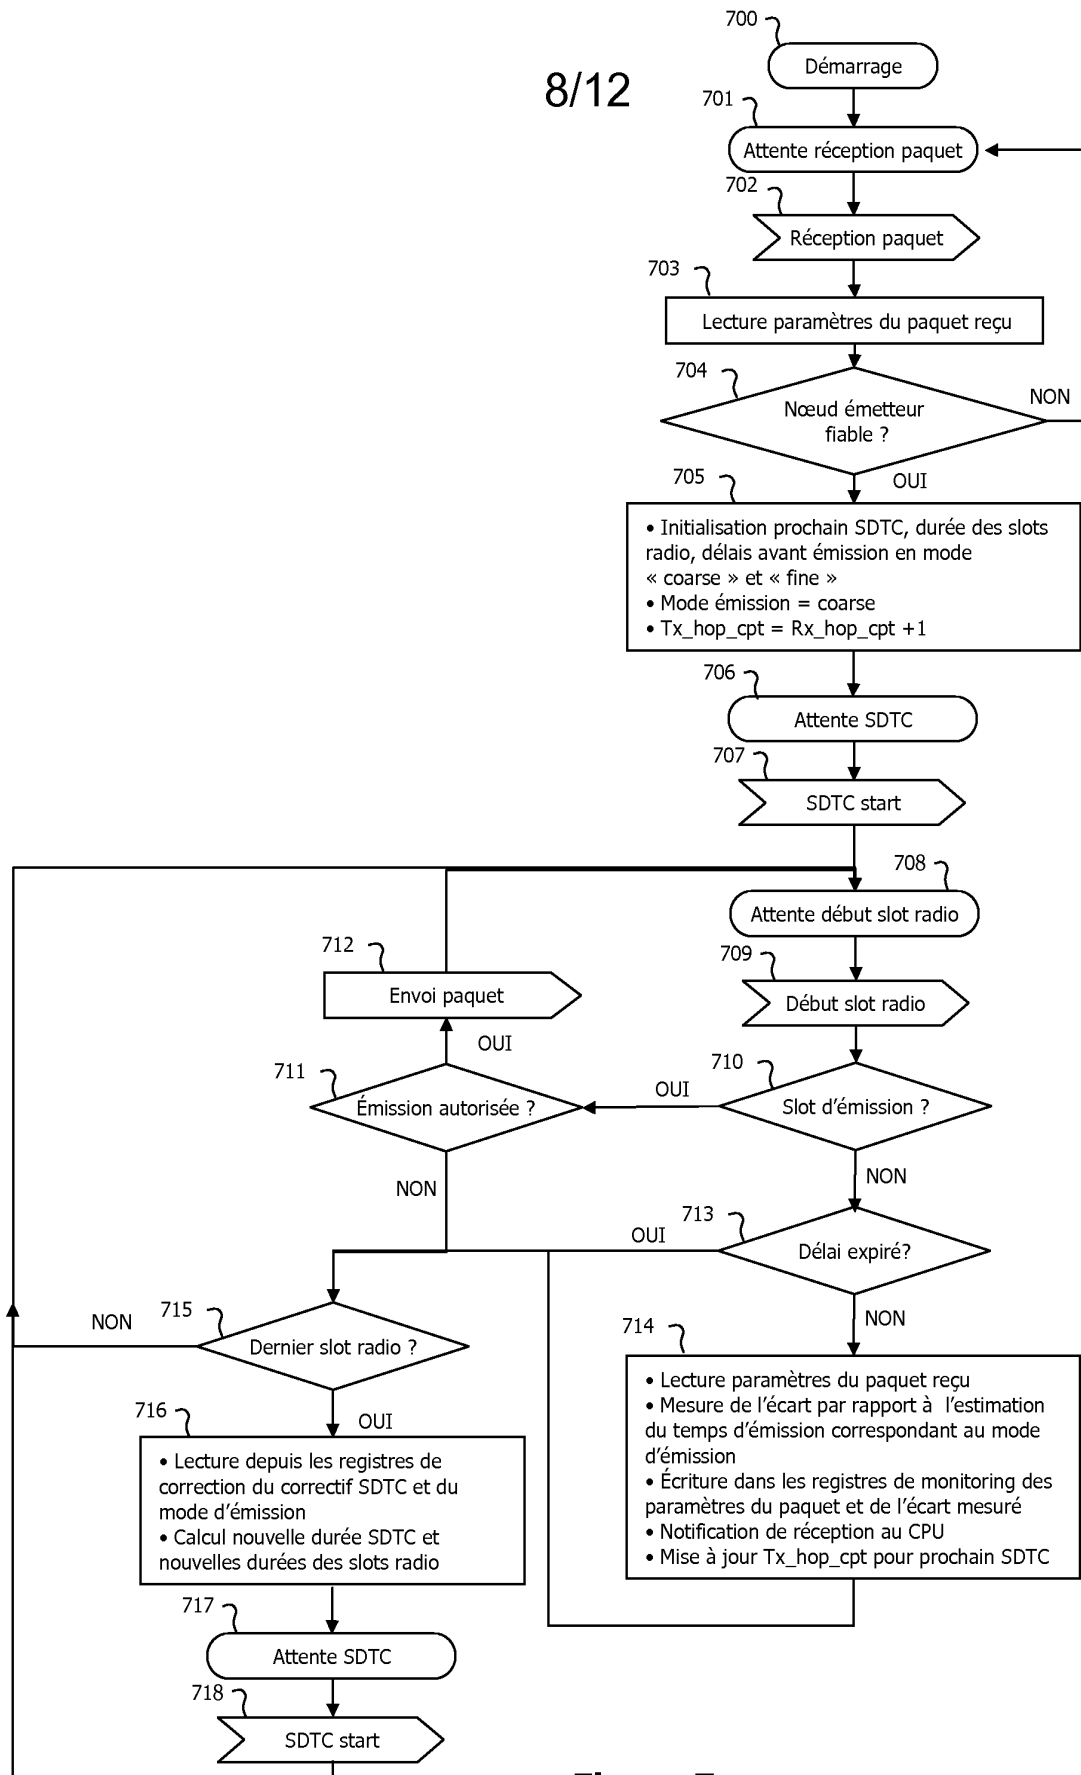 700
Démarrage
8/12
701
Attente réception paquet
702
Réception paquet
703
Lecture paramètres du paquet reçu
704
Nœud émetteur
fiable ?
NON
OUI
705
• Initialisation prochain SDTC, durée des slots
radio, délais avant émission en mode
« coarse » et « fine »
• Mode émission = coarse
• Tx_hop_cpt = Rx_hop_cpt +1
706
Attente SDTC
707
SDTC start
708
Attente début slot radio
709
Début slot radio
712
Envoi paquet
OUI
711
Émission autorisée ?
OUI
710
Slot d'émission ?
NON
NON
713
Délai expiré?
OUI
NON
715
Dernier slot radio ?
NON
OUI
714
• Lecture paramètres du paquet reçu
• Mesure de l'écart par rapport à l'estimation
du temps d'émission correspondant au mode
d'émission
• Écriture dans les registres de monitoring des
paramètres du paquet et de l'écart mesuré
• Notification de réception au CPU
• Mise à jour Tx_hop_cpt pour prochain SDTC
716
• Lecture depuis les registres de
correction du correctif SDTC et du
mode d'émission
• Calcul nouvelle durée SDTC et
nouvelles durées des slots radio
717
Attente SDTC
718
SDTC start